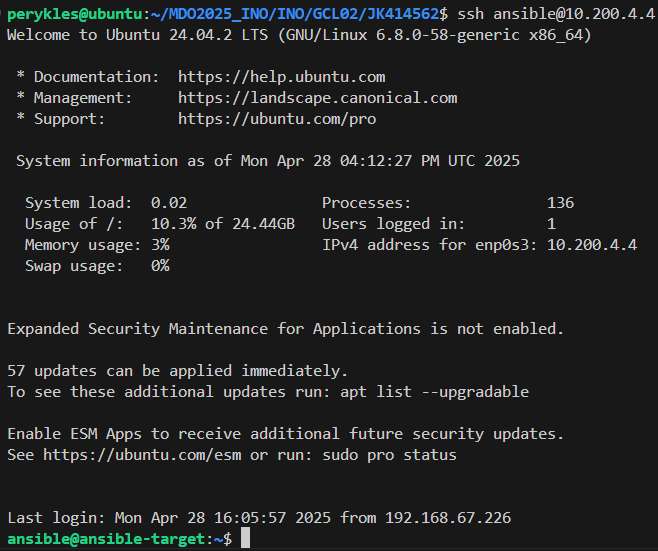 perykles@ubuntu:~/MDO2025_INO/INO/GCL02/JK414562$ ssh ansible@10.200.4.4
Welcome to Ubuntu 24.04.2 LTS (GNU/Linux 6.8.0-58-generic x86_64)
* Documentation:  https://help.ubuntu.com
* Management:     https://landscape.canonical.com
* Support:        https://ubuntu.com/pro
System information as of Mon Apr 28 04:12:27 PM UTC 2025
System load:  0.02               Processes:               136
Usage of /:   10.3% of 24.44GB   Users logged in:         1
Memory usage: 3%                 IPv4 address for enp0s3: 10.200.4.4
Swap usage:   0%
Expanded Security Maintenance for Applications is not enabled.
57 updates can be applied immediately.
To see these additional updates run: apt list --upgradable
Enable ESM Apps to receive additional future security updates.
See https://ubuntu.com/esm or run: sudo pro status
Last login: Mon Apr 28 16:05:57 2025 from 192.168.67.226
ansible@ansible-target:~$